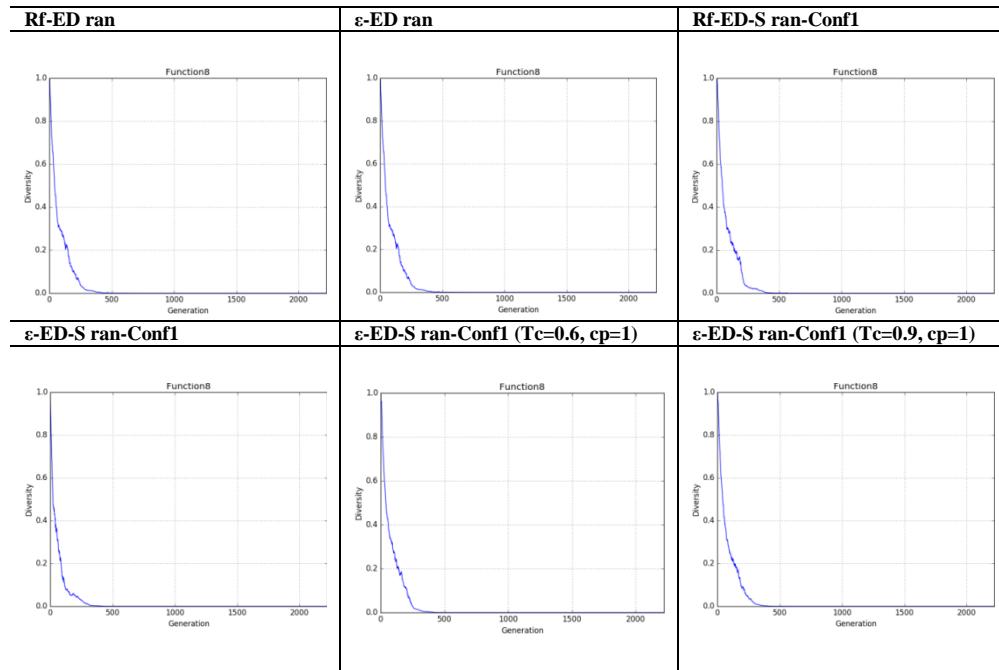 Rf-ED ran
ε-ED ran
Rf-ED-S ran-Conf1
Function8
1.0
0.8
0.6
0.4
0.2
0.0
Diversity
0
500
1000
1500
2000
Generation
Function8
1.0
0.8
0.6
0.4
0.2
0.0
Diversity
0
500
1000
1500
2000
Generation
Function8
1.0
0.8
0.6
0.4
0.2
0.0
Diversity
0
500
1000
1500
2000
Generation
ε-ED-S ran-Conf1
ε-ED-S ran-Conf1 (Tc=0.6, cp=1)
ε-ED-S ran-Conf1 (Tc=0.9, cp=1)
Function8
1.0
0.8
0.6
0.4
0.2
0.0
Diversity
0
500
1000
1500
2000
Generation
Function8
1.0
0.8
0.6
0.4
0.2
0.0
Diversity
0
500
1000
1500
2000
Generation
Function8
1.0
0.8
0.6
0.4
0.2
0.0
Diversity
0
500
1000
1500
2000
Generation